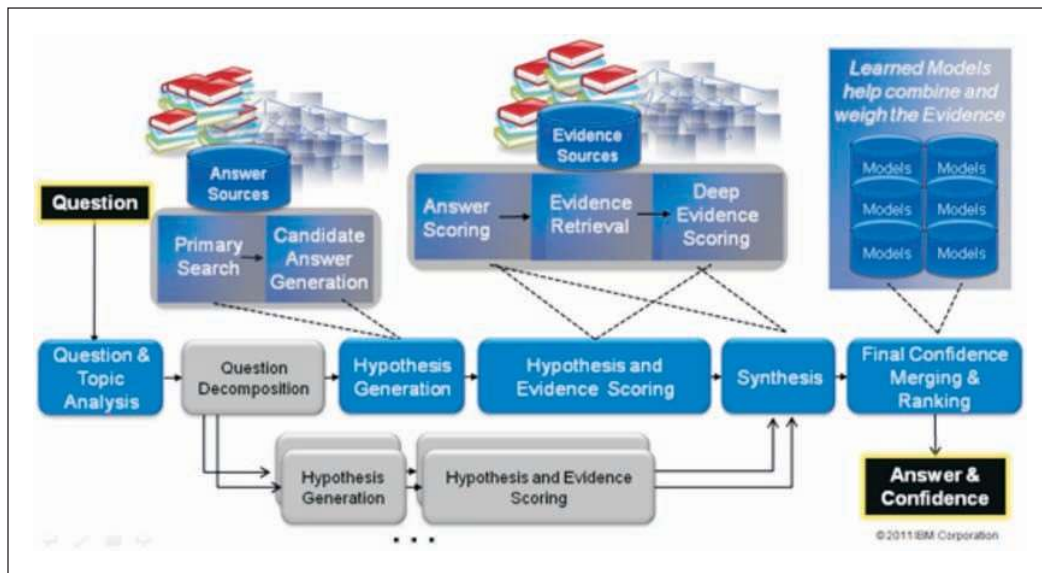 Learned Models
help combine and
weigh the Evidence
Answer
Sources
Evidence
Sources
Models
Models
Models
Models
Models
Models
Question
Primary
Search
Candidate
Answer
Generation
Answer
Scoring
Evidence
Retrieval
Deep
Evidence
Scoring
Question &
Topic
Analysis
Question
Decomposition
Hypothesis
Generation
Hypothesis and
Evidence Scoring
Synthesis
Final Confidence
Merging &
Ranking
Hypothesis
Generation
Hypothesis and Evidence
Scoring
Answer &
Confidence
. . .
©2011 IBM Corporation